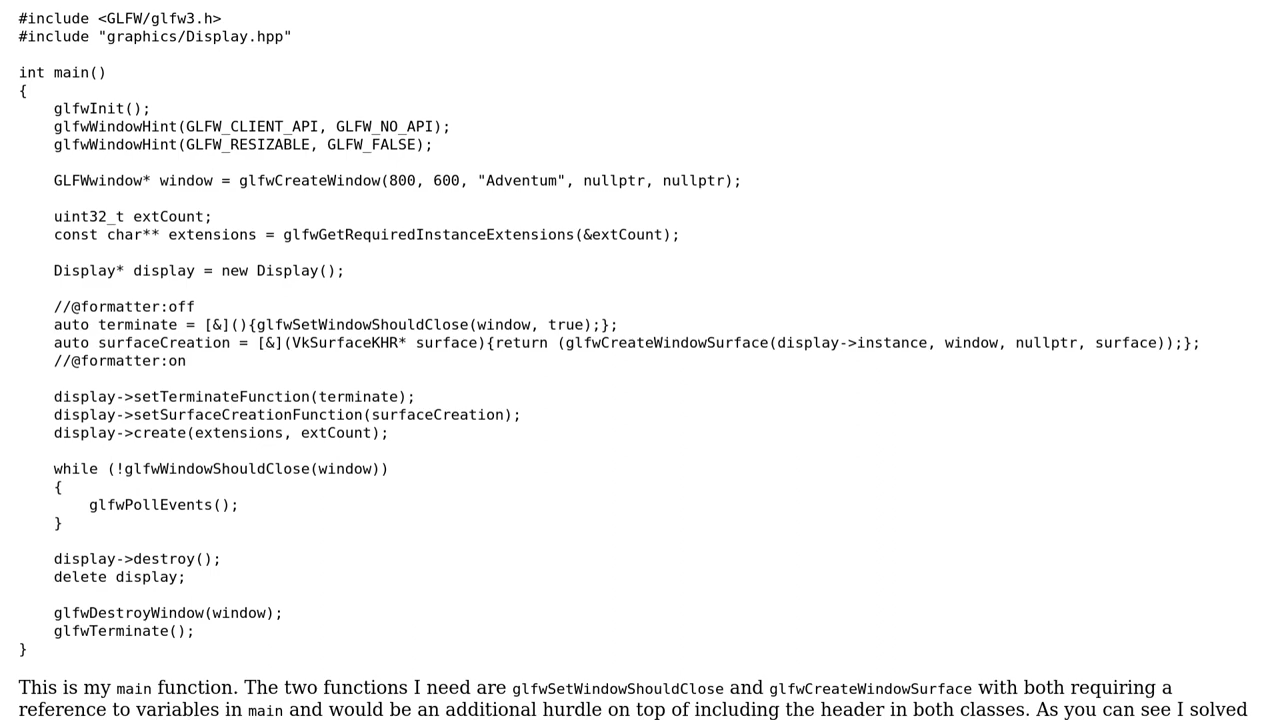 #include <GLFW/glfw3.h>
#include "graphics/Display.hpp"

int main()
{
    glfwInit();
    glfwWindowHint(GLFW_CLIENT_API, GLFW_NO_API);
    glfwWindowHint(GLFW_RESIZABLE, GLFW_FALSE);

    GLFWwindow* window = glfwCreateWindow(800, 600, "Adventum", nullptr, nullptr);

    uint32_t extCount;
    const char** extensions = glfwGetRequiredInstanceExtensions(&extCount);

    Display* display = new Display();

    //@formatter:off
    auto terminate = [&](){glfwSetWindowShouldClose(window, true);};
    auto surfaceCreation = [&](VkSurfaceKHR* surface){return (glfwCreateWindowSurface(display->instance, window, nullptr, surface));};
    //@formatter:on

    display->setTerminateFunction(terminate);
    display->setSurfaceCreationFunction(surfaceCreation);
    display->create(extensions, extCount);

    while (!glfwWindowShouldClose(window))
    {
        glfwPollEvents();
    }

    display->destroy();
    delete display;

    glfwDestroyWindow(window);
    glfwTerminate();
}

This is my main function. The two functions I need are glfwSetWindowShouldClose and glfwCreateWindowSurface with both requiring a
reference to variables in main and would be an additional hurdle on top of including the header in both classes. As you can see I solved